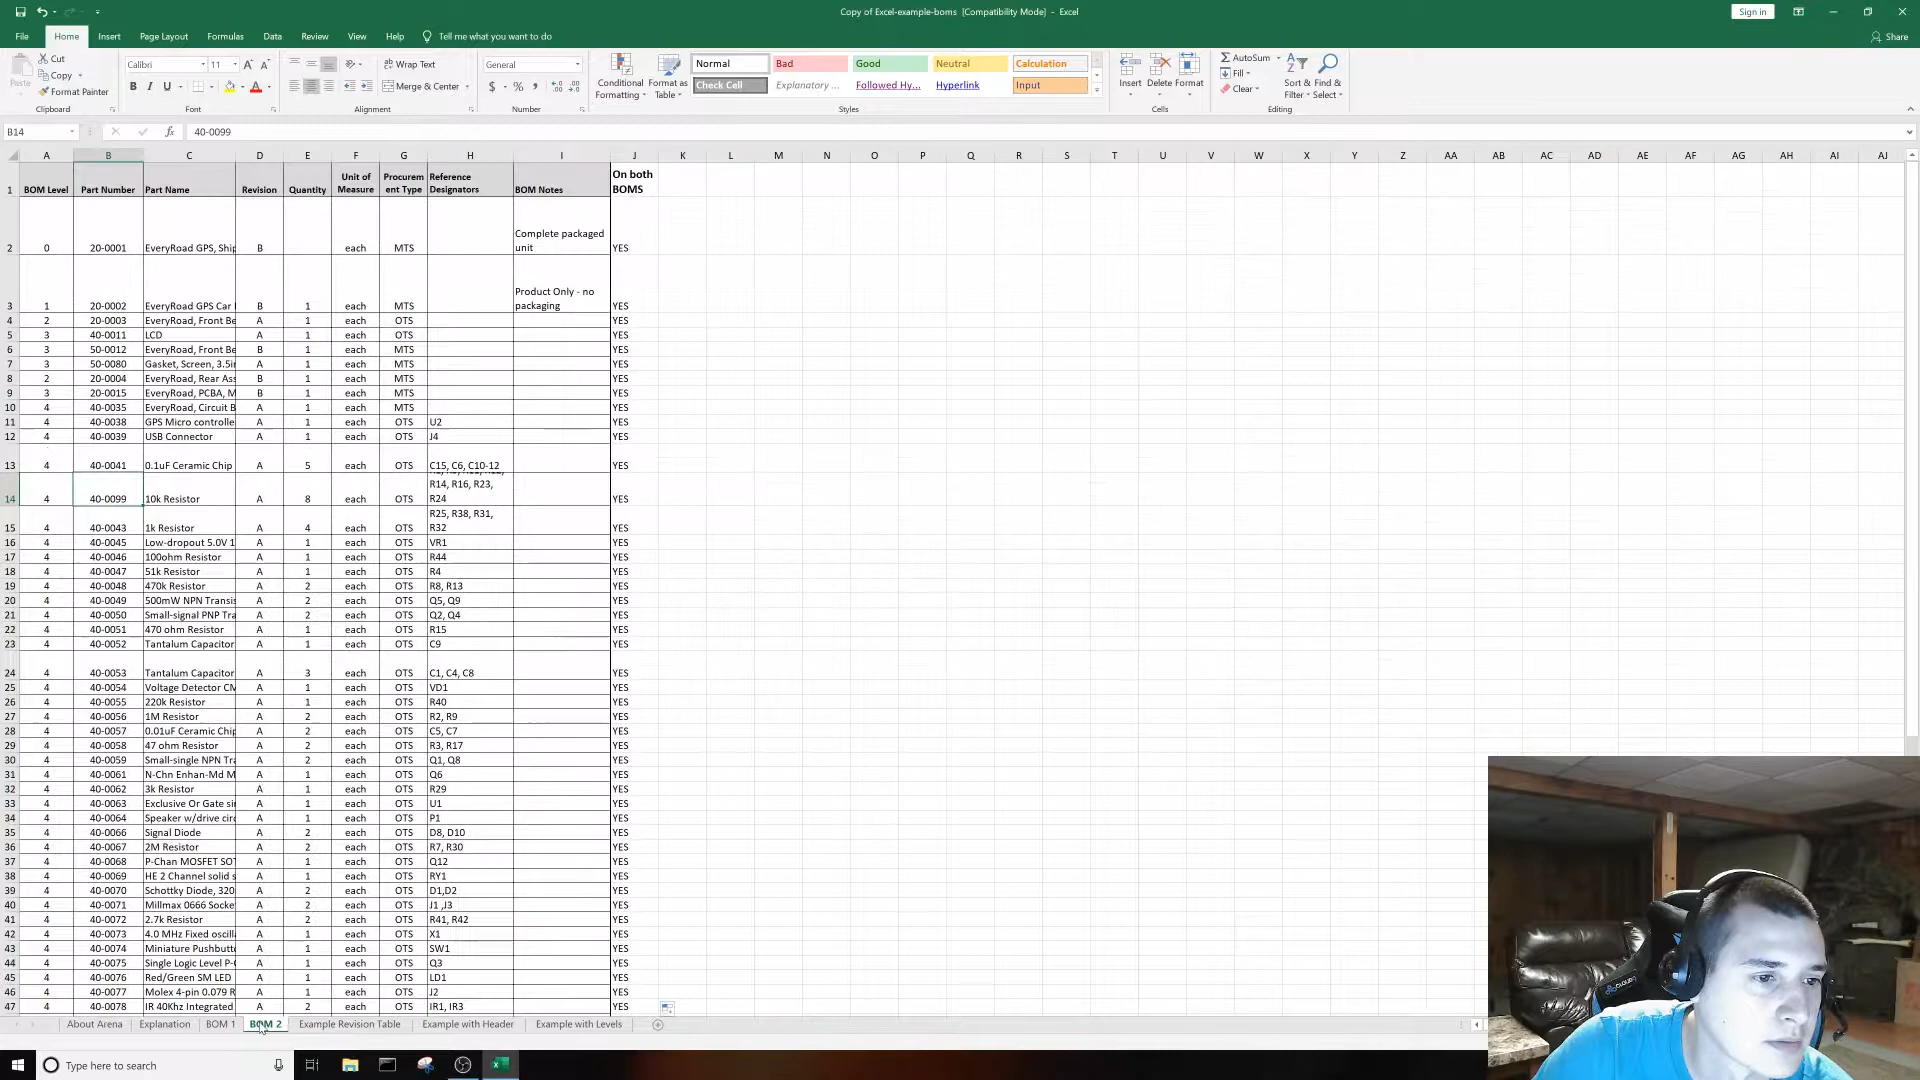 Copy of Excel-example-boms [Compatibility Mode] - Excel
Sign in
File Home Insert Page Layout Formulas Data Review View Help Tell me what you want to do
Share
Paste
Cut
Copy
Format Painter
Clipboard
Calibri 11
B I U
Font
Wrap Text
Merge & Center
Alignment
General
$ % ,
Number
Conditional Formatting
Format as Table
Normal Bad Good Neutral Calculation
Check Cell Explanatory ... Followed Hy... Hyperlink Input
Styles
Insert Delete Format
Cells
AutoSum
Fill
Clear
Sort & Filter
Find & Select
Editing
B14 fx 40-0099
A B C D E F G H I J K L M N O P Q R S T U V W X Y Z AA AB AC AD AE AF AG AH AI AJ
1 BOM Level Part Number Part Name Revision Quantity Unit of Measure Procurem ent Type Reference Designators BOM Notes On both BOMS
2 0 20-0001 EveryRoad GPS, Ship B each MTS Complete packaged unit YES
3 1 20-0002 EveryRoad GPS Car B 1 each MTS Product Only - no packaging YES
4 2 20-0003 EveryRoad, Front Be A 1 each OTS YES
5 3 40-0011 LCD A 1 each OTS YES
6 3 50-0012 EveryRoad, Front Be B 1 each MTS YES
7 3 50-0080 Gasket, Screen, 3.5i A 1 each MTS YES
8 2 20-0004 EveryRoad, Rear Ass B 1 each MTS YES
9 3 20-0015 EveryRoad, PCBA, M B 1 each MTS YES
10 4 40-0035 EveryRoad, Circuit B A 1 each MTS YES
11 4 40-0038 GPS Micro controlle A 1 each OTS U2 YES
12 4 40-0039 USB Connector A 1 each OTS J4 YES
13 4 40-0041 0.1uF Ceramic Chip A 5 each OTS C15, C6, C10-12 YES
14 4 40-0099 10k Resistor A 8 each OTS R14, R16, R23, R24 YES
15 4 40-0043 1k Resistor A 4 each OTS R25, R38, R31, R32 YES
16 4 40-0045 Low-dropout 5.0V 1 A 1 each OTS VR1 YES
17 4 40-0046 100ohm Resistor A 1 each OTS R44 YES
18 4 40-0047 51k Resistor A 1 each OTS R4 YES
19 4 40-0048 470k Resistor A 2 each OTS R8, R13 YES
20 4 40-0049 500mW NPN Transis A 2 each OTS Q5, Q9 YES
21 4 40-0050 Small-signal PNP Tra A 2 each OTS Q2, Q4 YES
22 4 40-0051 470 ohm Resistor A 1 each OTS R15 YES
23 4 40-0052 Tantalum Capacitor A 1 each OTS C9 YES
24 4 40-0053 Tantalum Capacitor A 3 each OTS C1, C4, C8 YES
25 4 40-0054 Voltage Detector CM A 1 each OTS VD1 YES
26 4 40-0055 220k Resistor A 1 each OTS R40 YES
27 4 40-0056 1M Resistor A 2 each OTS R2, R9 YES
28 4 40-0057 0.01uF Ceramic Chip A 2 each OTS C5, C7 YES
29 4 40-0058 47 ohm Resistor A 2 each OTS R3, R17 YES
30 4 40-0059 Small-single NPN Tra A 2 each OTS Q1, Q8 YES
31 4 40-0061 N-Chn Enhan-Md M A 1 each OTS Q6 YES
32 4 40-0062 3k Resistor A 1 each OTS R29 YES
33 4 40-0063 Exclusive Or Gate si A 1 each OTS U1 YES
34 4 40-0064 Speaker w/drive circ A 1 each OTS P1 YES
35 4 40-0066 Signal Diode A 2 each OTS D8, D10 YES
36 4 40-0067 2M Resistor A 2 each OTS R7, R30 YES
37 4 40-0068 P-Chan MOSFET SOT A 1 each OTS Q12 YES
38 4 40-0069 HE 2 Channel solid s A 1 each OTS RY1 YES
39 4 40-0070 Schottky Diode, 320 A 2 each OTS D1,D2 YES
40 4 40-0071 Millmax 0666 Socke A 2 each OTS J1 ,J3 YES
41 4 40-0072 2.7k Resistor A 2 each OTS R41, R42 YES
42 4 40-0073 4.0 MHz Fixed oscill A 1 each OTS X1 YES
43 4 40-0074 Miniature Pushbutt A 1 each OTS SW1 YES
44 4 40-0075 Single Logic Level P- A 1 each OTS Q3 YES
45 4 40-0076 Red/Green SM LED A 1 each OTS LD1 YES
46 4 40-0077 Molex 4-pin 0.079 R A 1 each OTS J2 YES
47 4 40-0078 IR 40Khz Integrated A 2 each OTS IR1, IR3 YES
About Arena Explanation BOM 1 BOM 2 Example Revision Table Example with Header Example with Levels
Type here to search